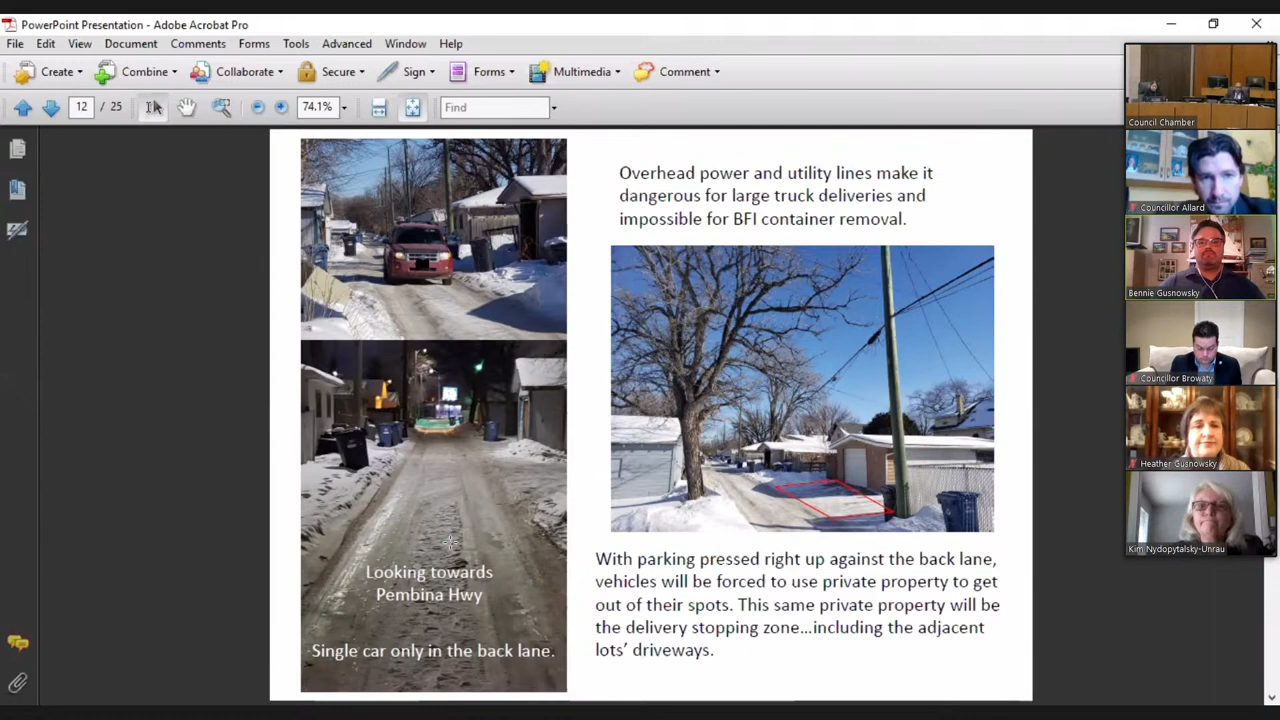 PowerPoint Presentation - Adobe Acrobat Pro
File Edit View Document Comments Forms Tools Advanced Window Help
Create Combine Collaborate Secure Sign Forms Multimedia Comment
12 / 25 74.1% Find
Overhead power and utility lines make it
dangerous for large truck deliveries and
impossible for BFI container removal.
Looking towards
Pembina Hwy
Single car only in the back lane.
With parking pressed right up against the back lane,
vehicles will be forced to use private property to get
out of their spots. This same private property will be
the delivery stopping zone...including the adjacent
lots’ driveways.
Council Chamber
Councillor Allard
Bennie Gusnowsky
Councillor Browaty
Heather Gusnowsky
Kim Nydopytalsky-Unrau